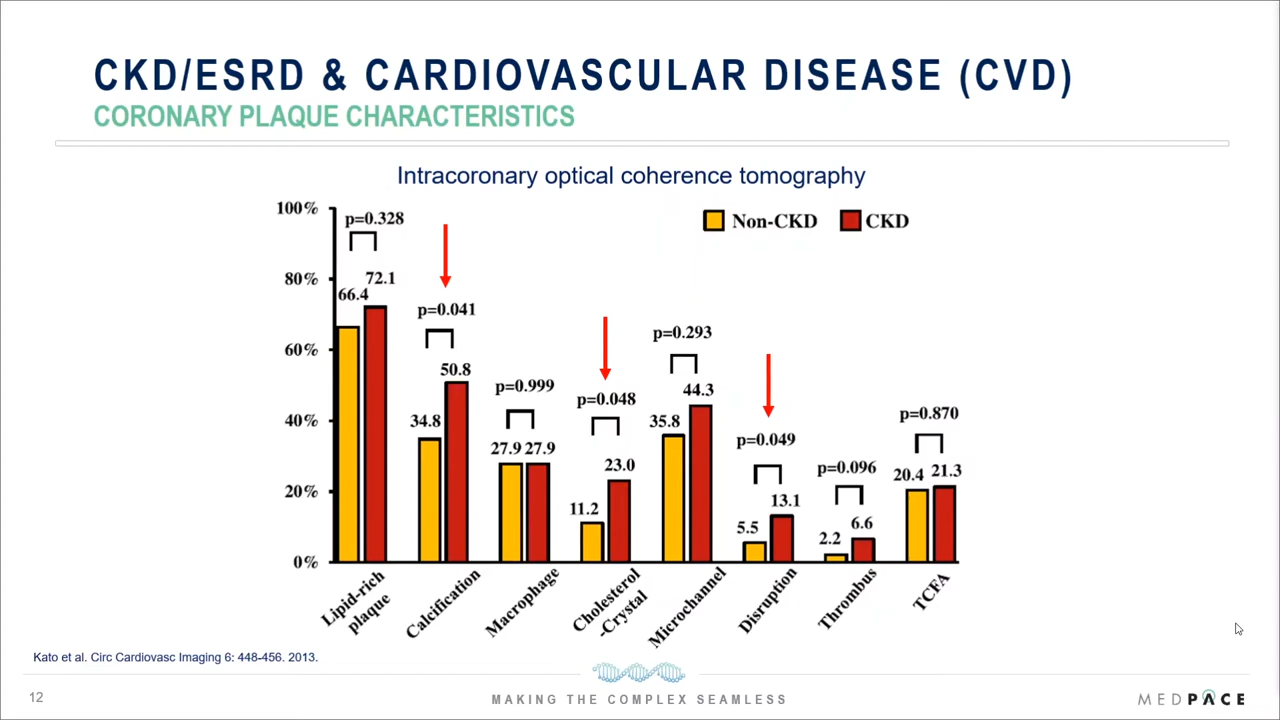 CKD/ESRD & CARDIOVASCULAR DISEASE (CVD)
CORONARY PLAQUE CHARACTERISTICS
Intracoronary optical coherence tomography
Non-CKD
CKD
100%
80%
60%
40%
20%
0%
p=0.328
66.4
72.1
p=0.041
34.8
50.8
p=0.999
27.9
27.9
p=0.048
11.2
23.0
p=0.293
35.8
44.3
p=0.049
5.5
13.1
p=0.096
2.2
6.6
p=0.870
20.4
21.3
Lipid-rich
plaque
Calcification
Macrophage
Cholesterol
-Crystal
Microchannel
Disruption
Thrombus
TCFA
Kato et al. Circ Cardiovasc Imaging 6: 448-456. 2013.
12
MAKING THE COMPLEX SEAMLESS
MEDPACE